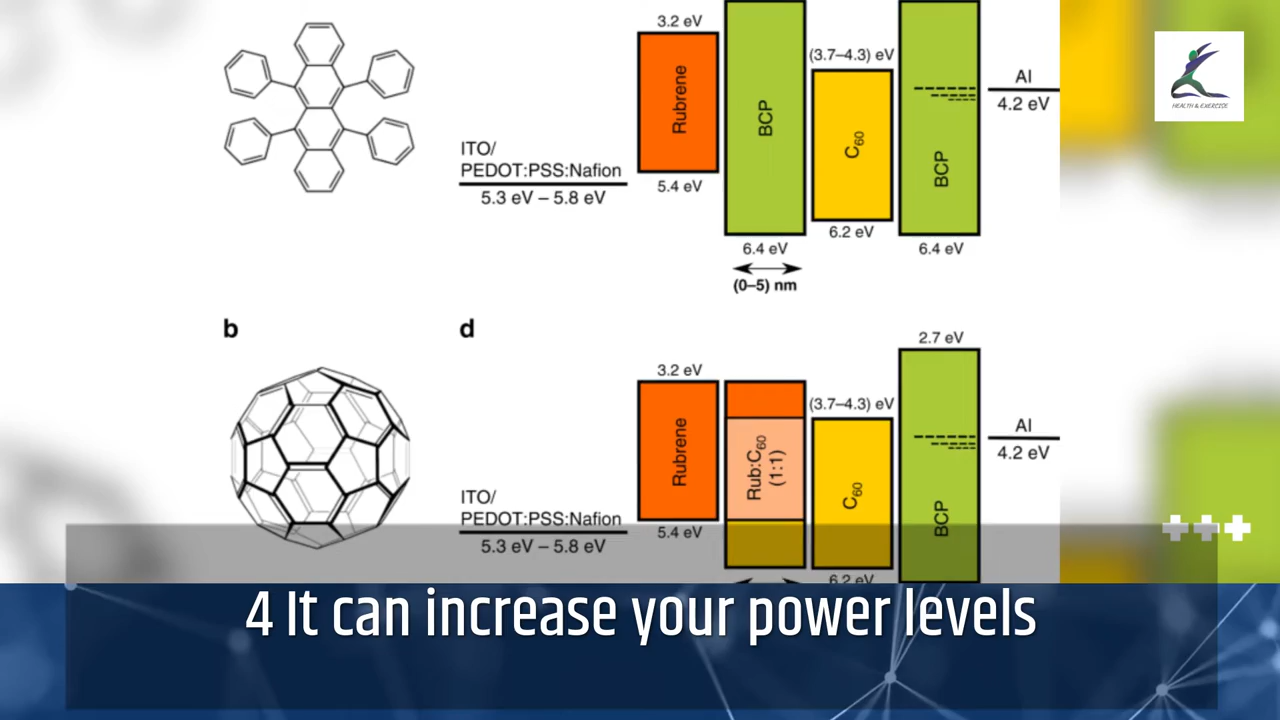 3.2 eV
(3.7–4.3) eV
Rubrene
BCP
C60
BCP
Al
4.2 eV
HEALTH & EXERCISE
ITO/
PEDOT:PSS:Nafion
5.3 eV – 5.8 eV
5.4 eV
6.4 eV
6.2 eV
6.4 eV
(0–5) nm
b
d
2.7 eV
3.2 eV
(3.7–4.3) eV
Rubrene
Rub:C60
(1:1)
C60
BCP
Al
4.2 eV
ITO/
PEDOT:PSS:Nafion
5.3 eV – 5.8 eV
5.4 eV
6.2 eV
4 It can increase your power levels